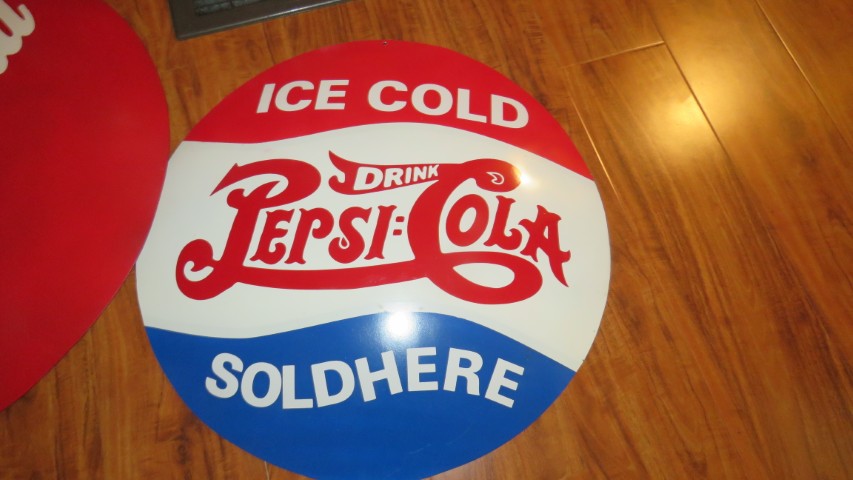 ICE COLD
DRINK
PEPSI:COLA
SOLDHERE